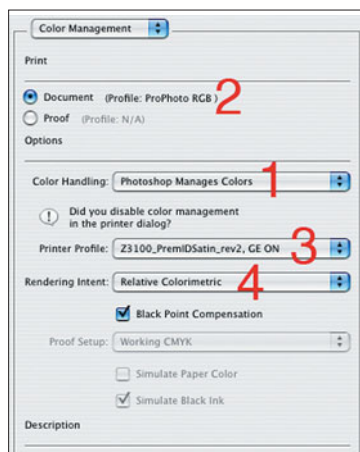 Color Management
Print
Document (Profile: ProPhoto RGB) 2
Proof (Profile: N/A)
Options
Color Handling: Photoshop Manages Colors 1
Did you disable color management
in the printer dialog?
Printer Profile: Z3100_PremIDSatin_rev2, GE ON 3
Rendering Intent: Relative Colorimetric 4
Black Point Compensation
Proof Setup: Working CMYK
Simulate Paper Color
Simulate Black Ink
Description